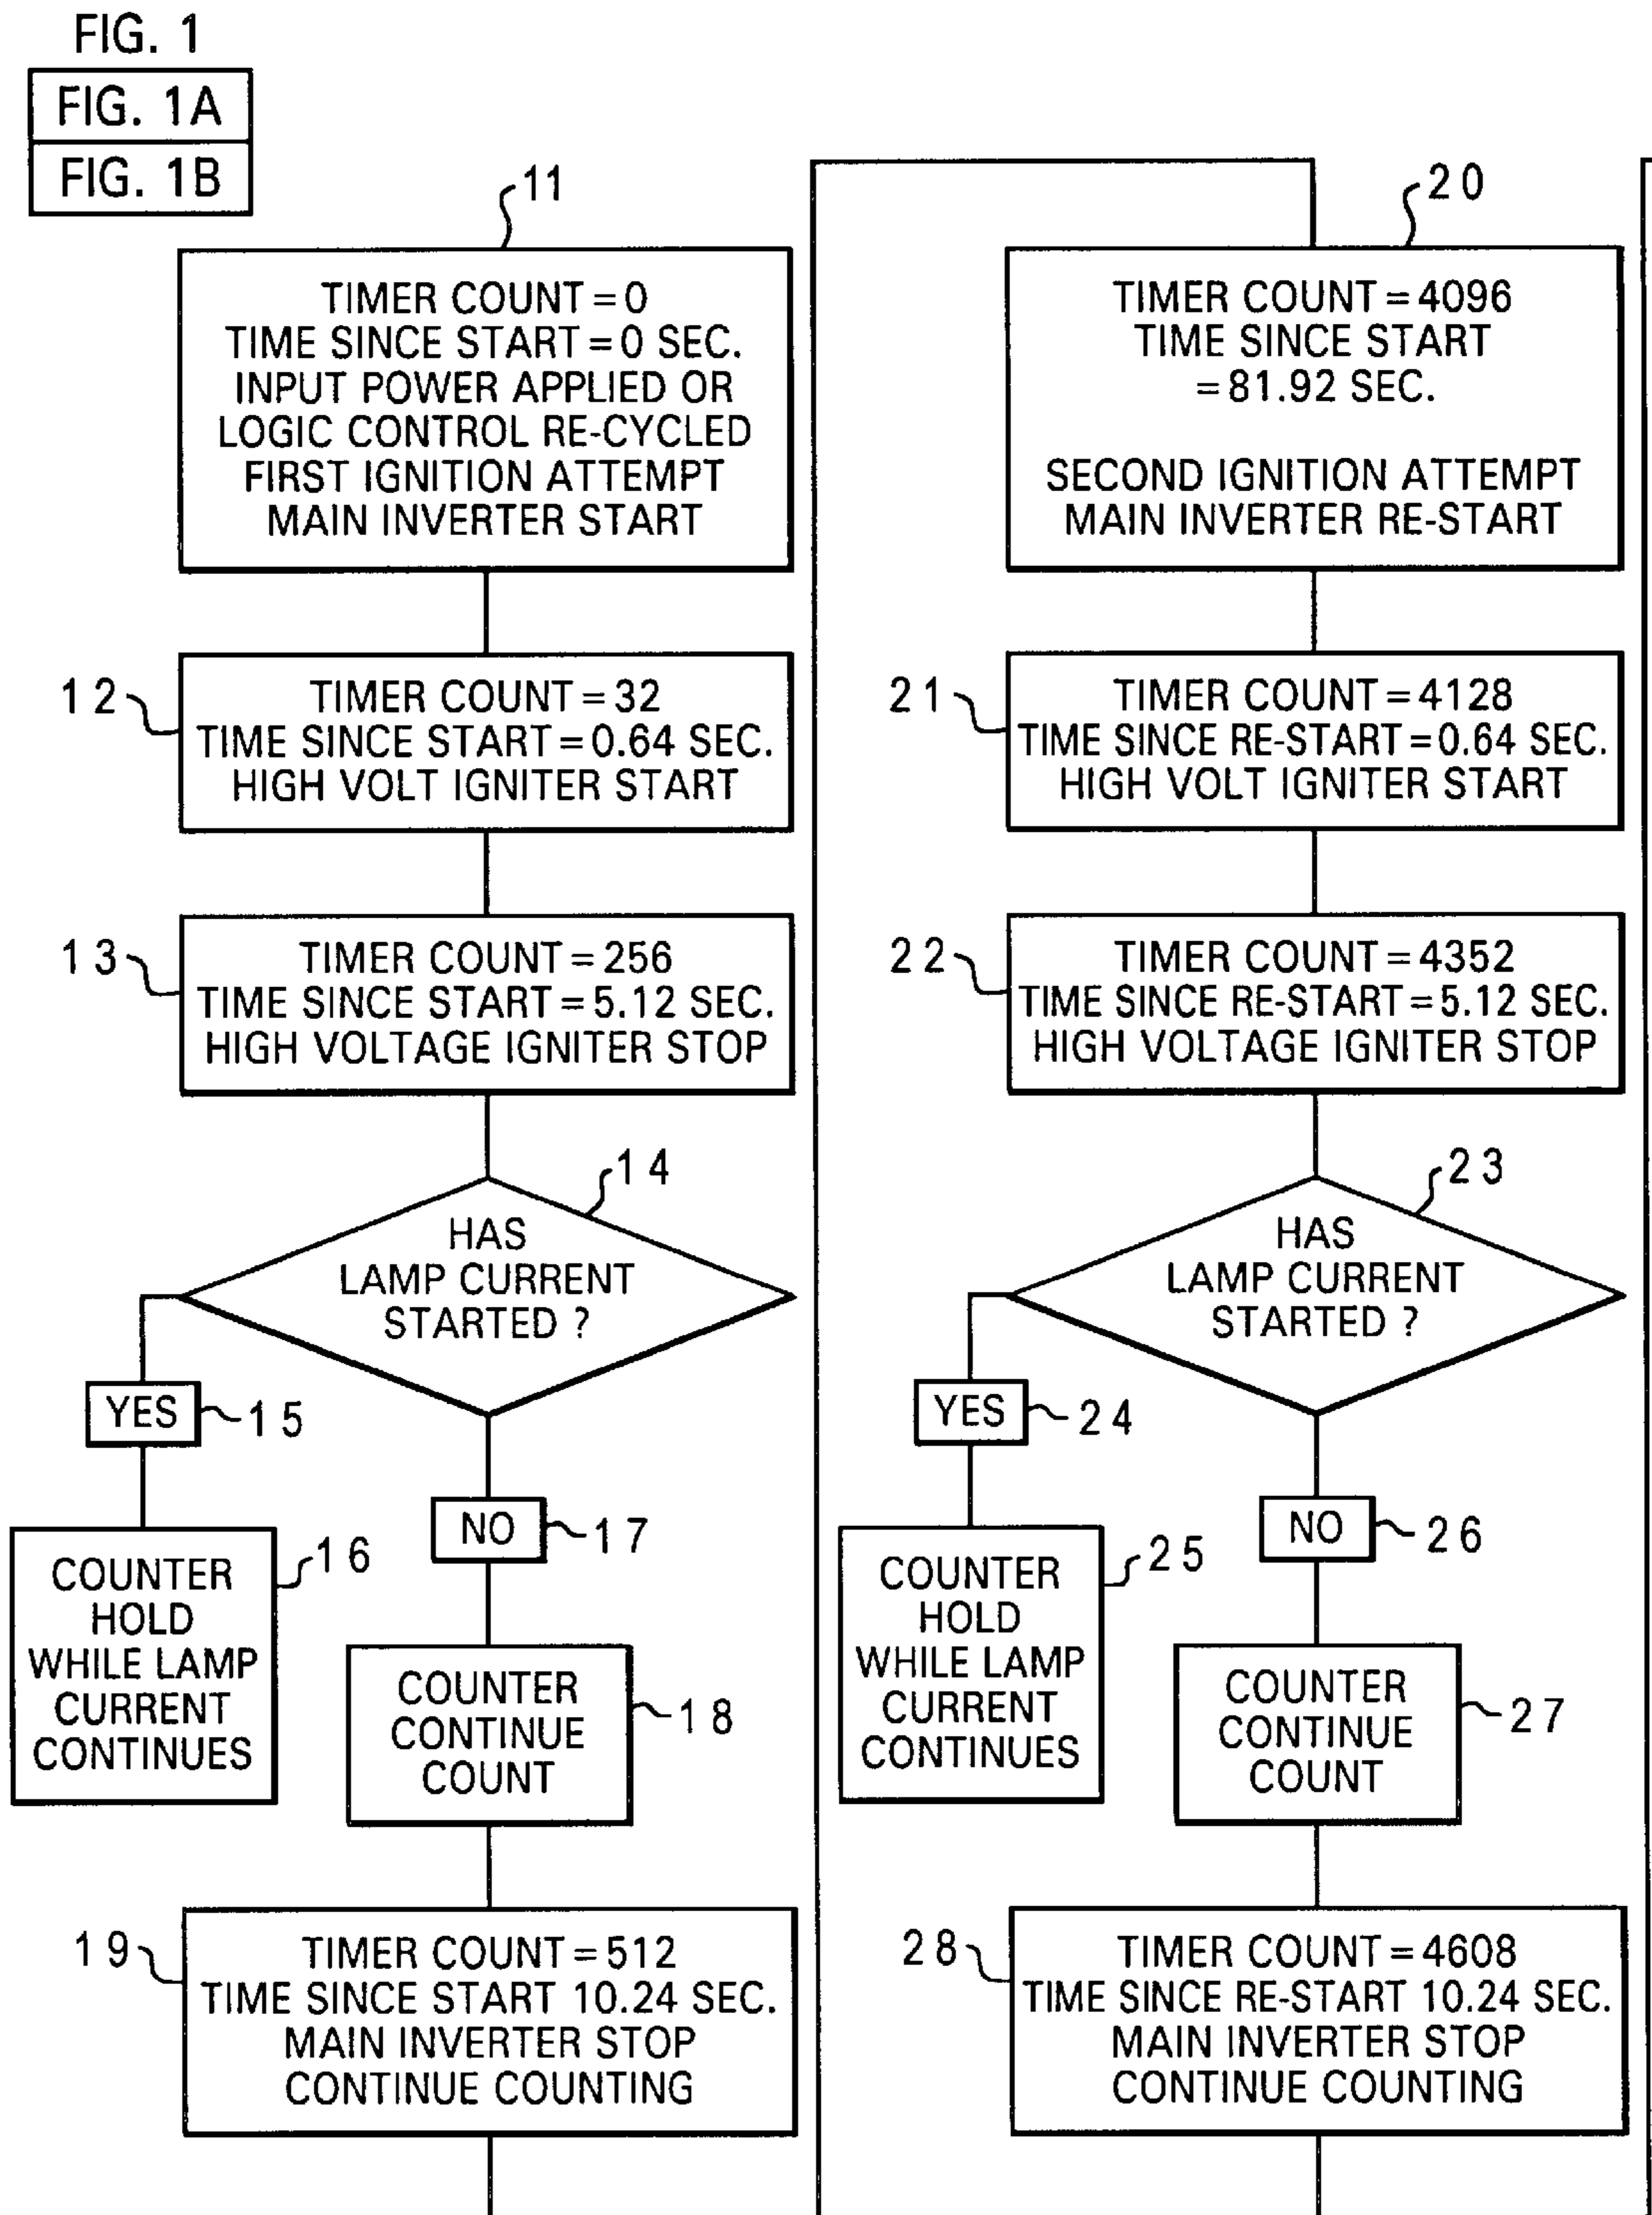 FIG. 1
FIG. 1A
FIG. 1B
11
TIMER COUNT = 0
TIME SINCE START = 0 SEC.
INPUT POWER APPLIED OR
LOGIC CONTROL RE-CYCLED
FIRST IGNITION ATTEMPT
MAIN INVERTER START
12
TIMER COUNT = 32
TIME SINCE START = 0.64 SEC.
HIGH VOLT IGNITER START
13
TIMER COUNT = 256
TIME SINCE START = 5.12 SEC.
HIGH VOLTAGE IGNITER STOP
14
HAS
LAMP CURRENT
STARTED ?
YES
15
COUNTER
HOLD
WHILE LAMP
CURRENT
CONTINUES
16
NO
17
COUNTER
CONTINUE
COUNT
18
19
TIMER COUNT = 512
TIME SINCE START 10.24 SEC.
MAIN INVERTER STOP
CONTINUE COUNTING
20
TIMER COUNT = 4096
TIME SINCE START
= 81.92 SEC.
SECOND IGNITION ATTEMPT
MAIN INVERTER RE-START
21
TIMER COUNT = 4128
TIME SINCE RE-START = 0.64 SEC.
HIGH VOLT IGNITER START
22
TIMER COUNT = 4352
TIME SINCE RE-START = 5.12 SEC.
HIGH VOLTAGE IGNITER STOP
23
HAS
LAMP CURRENT
STARTED ?
YES
24
COUNTER
HOLD
WHILE LAMP
CURRENT
CONTINUES
25
NO
26
COUNTER
CONTINUE
COUNT
27
28
TIMER COUNT = 4608
TIME SINCE RE-START 10.24 SEC.
MAIN INVERTER STOP
CONTINUE COUNTING